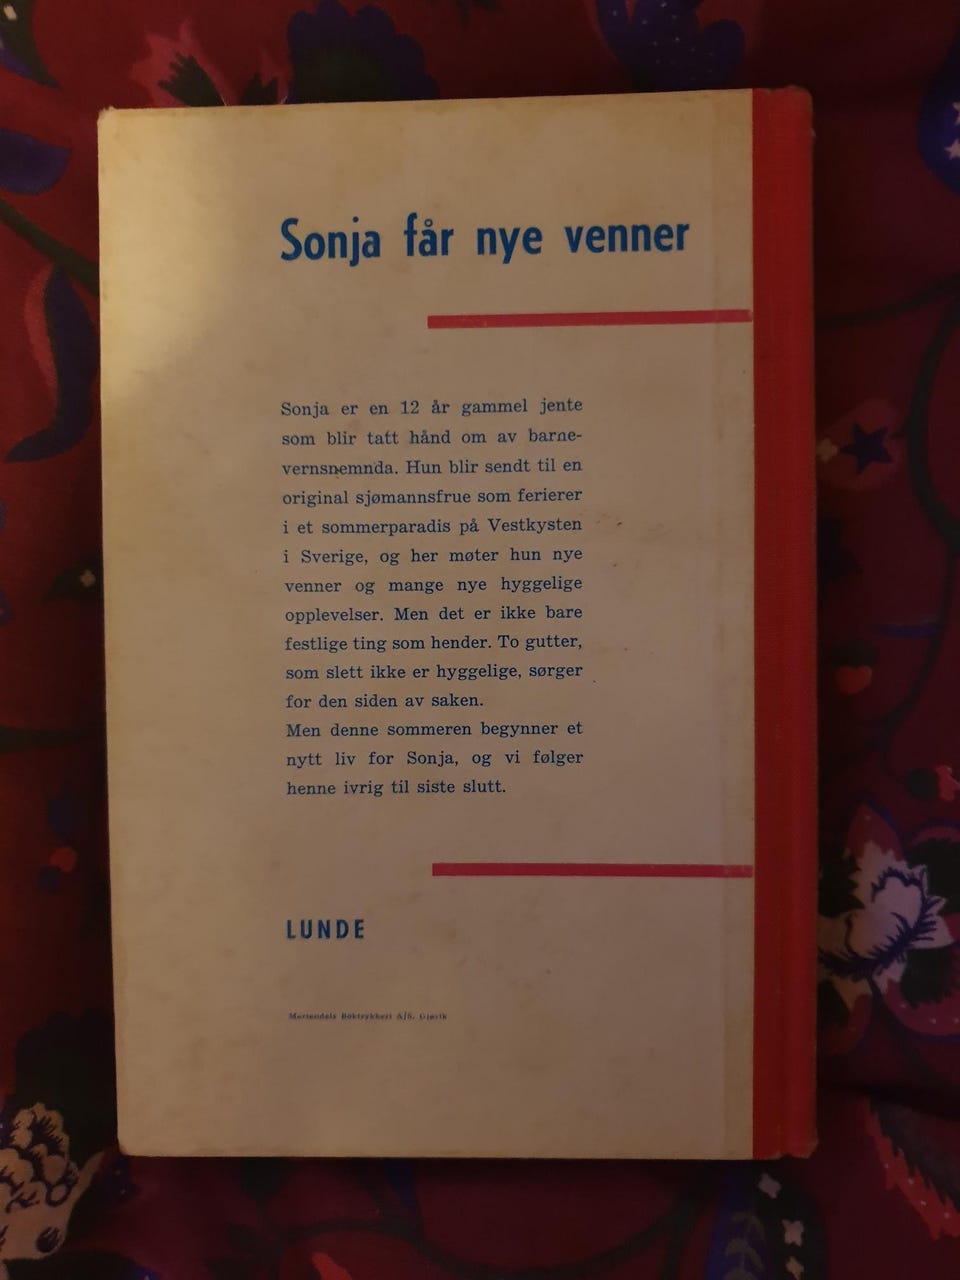 Sonja får nye venner
Sonja er en 12 år gammel jente
som blir tatt hånd om av barne-
vernsnemnda. Hun blir sendt til en
original sjømannsfrue som ferierer
i et sommerparadis på Vestkysten
i Sverige, og her møter hun nye
venner og mange nye hyggelige
opplevelser. Men det er ikke bare
festlige ting som hender. To gutter,
som slett ikke er hyggelige, sørger
for den siden av saken.
Men denne sommeren begynner et
nytt liv for Sonja, og vi følger
henne ivrig til siste slutt.
LUNDE
Mariendals Boktrykkeri A/S, Gjøvik